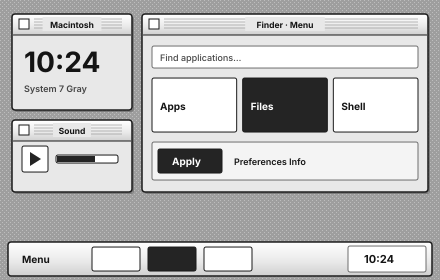 Macintosh
10:24
System 7 Gray
Sound
Finder · Menu
Find applications...
Apps
Files
Shell
Apply
Preferences Info
Menu
10:24